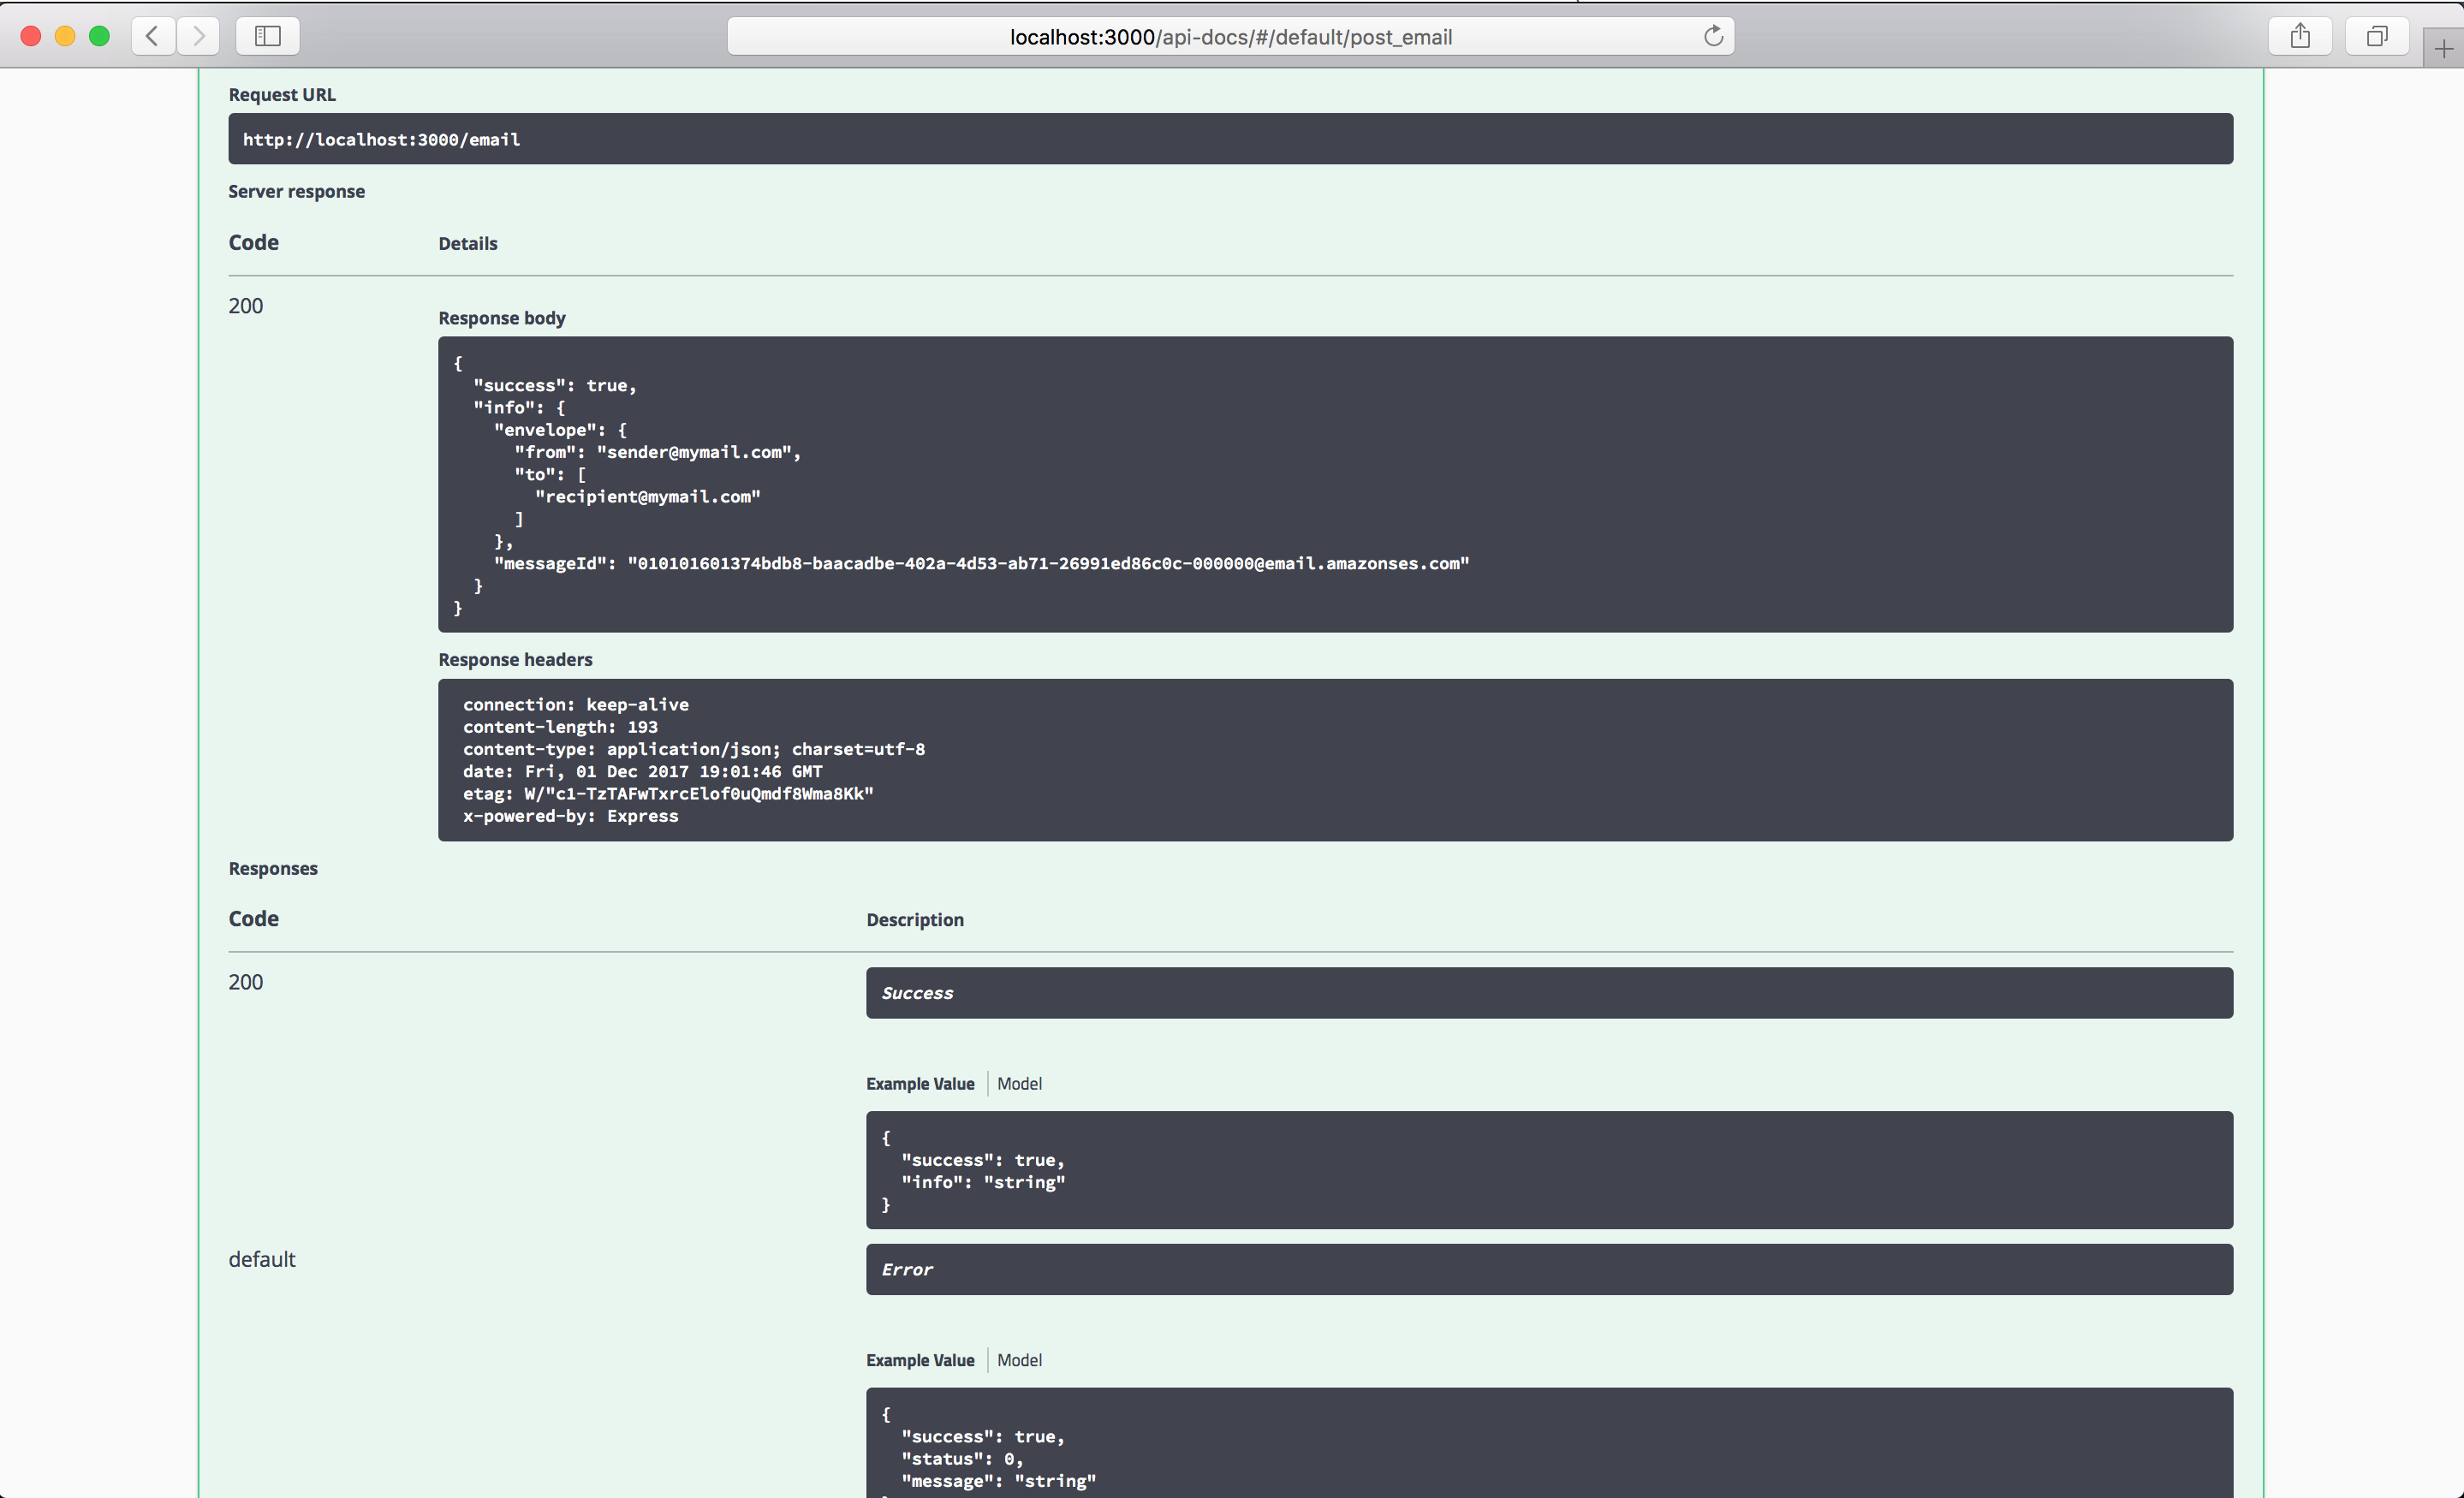 localhost:3000/api-docs/#/default/post_email
Request URL
http://localhost:3000/email
Server response
Code Details
200
Response body
{
  "success": true,
  "info": {
    "envelope": {
      "from": "sender@mymail.com",
      "to": [
        "recipient@mymail.com"
      ]
    },
    "messageId": "010101601374bdb8-baacadbe-402a-4d53-ab71-26991ed86c0c-000000@email.amazonses.com"
  }
}
Response headers
connection: keep-alive
content-length: 193
content-type: application/json; charset=utf-8
date: Fri, 01 Dec 2017 19:01:46 GMT
etag: W/"c1-TzTAFwTxrcElof0uQmdf8Wma8Kk"
x-powered-by: Express
Responses
Code Description
200 Success
Example Value Model
{
  "success": true,
  "info": "string"
}
default Error
Example Value Model
{
  "success": true,
  "status": 0,
  "message": "string"